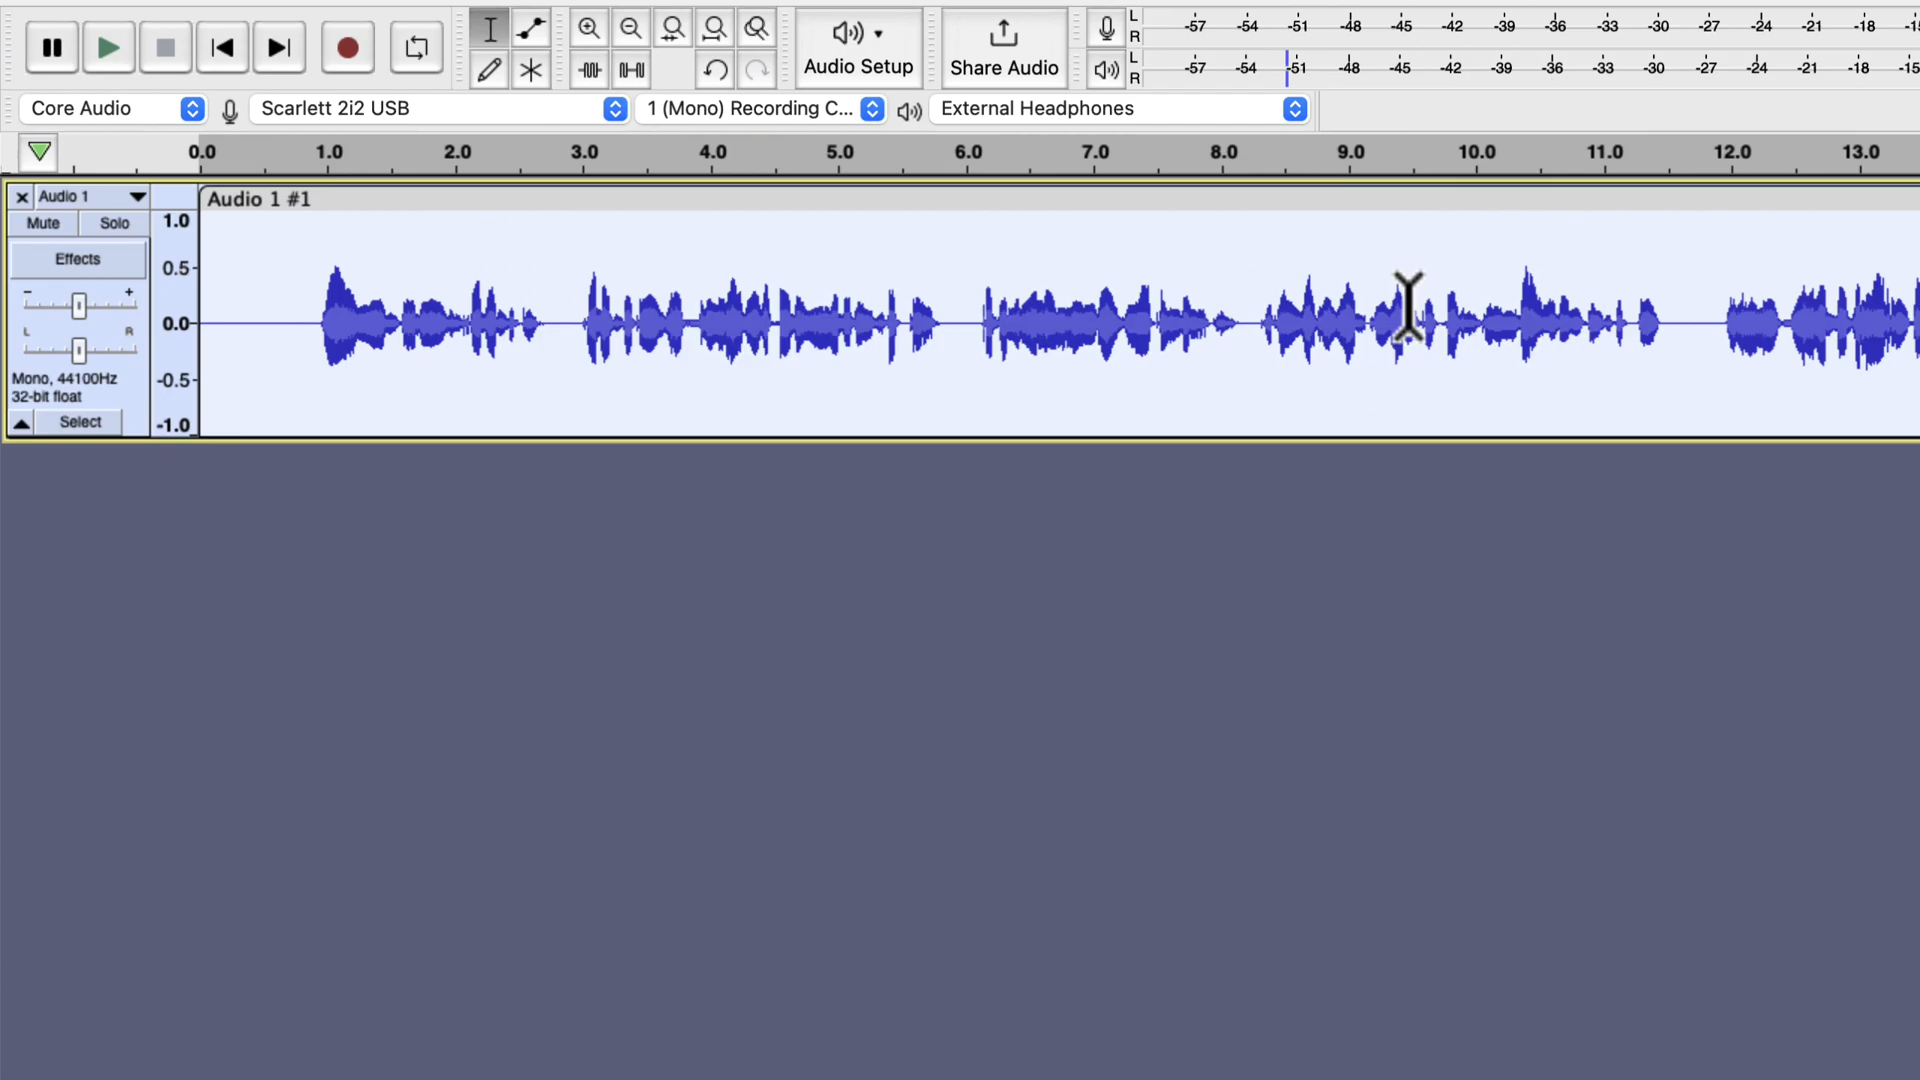 Audio Setup
Share Audio
L
R
-57 -54 -51 -48 -45 -42 -39 -36 -33 -30 -27 -24 -21 -18 -15
L
R
-57 -54 -51 -48 -45 -42 -39 -36 -33 -30 -27 -24 -21 -18 -15
Core Audio
Scarlett 2i2 USB
1 (Mono) Recording C...
External Headphones
0.0 1.0 2.0 3.0 4.0 5.0 6.0 7.0 8.0 9.0 10.0 11.0 12.0 13.0
Audio 1
Audio 1 #1
Mute Solo
Effects
- +
L R
Mono, 44100Hz
32-bit float
Select
1.0
0.5-
0.0-
-0.5-
-1.0